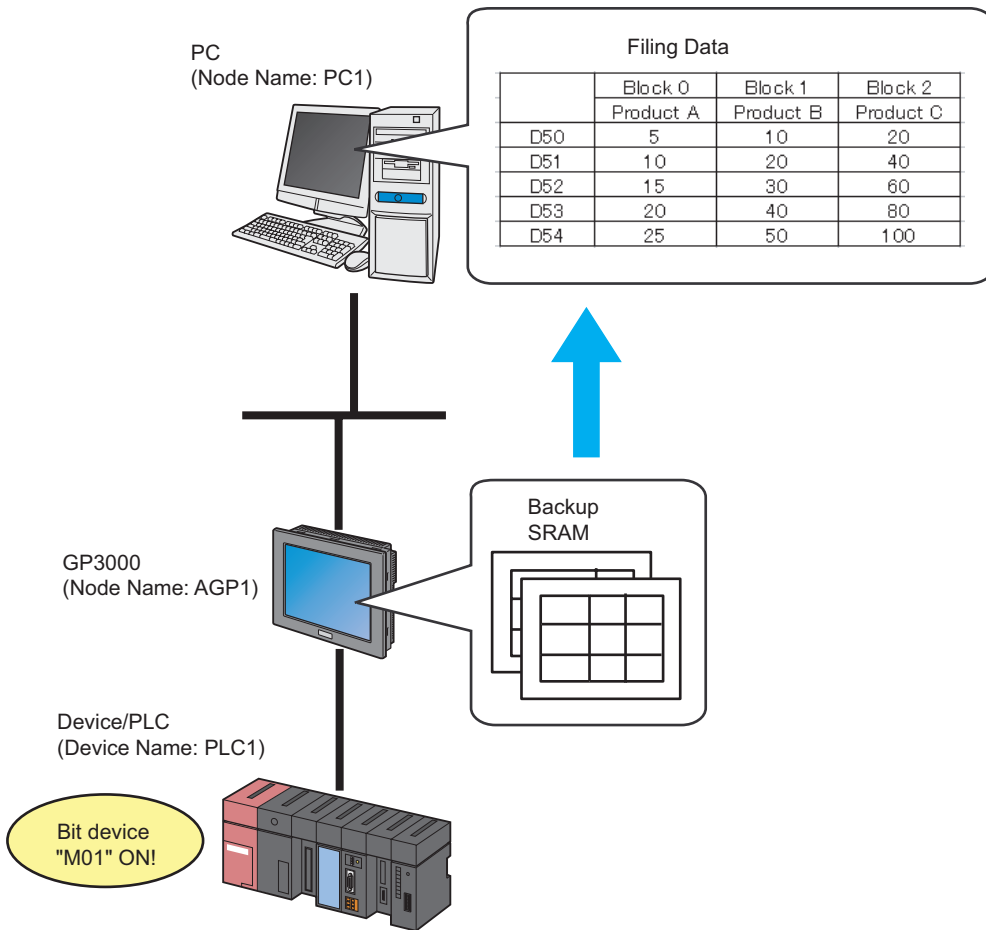 PC
(Node Name: PC1)
Filing Data
Block 0 Block 1 Block 2
Product A Product B Product C
D50 5 10 20
D51 10 20 40
D52 15 30 60
D53 20 40 80
D54 25 50 100
Backup
SRAM
GP3000
(Node Name: AGP1)
Device/PLC
(Device Name: PLC1)
Bit device
"M01" ON!